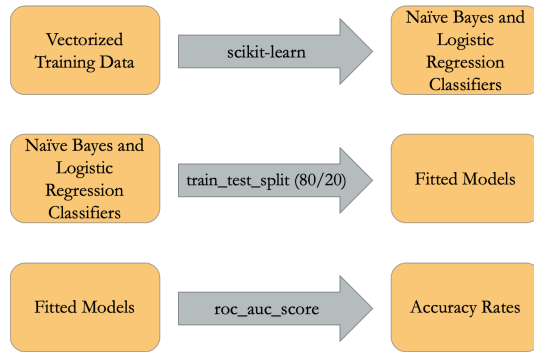 Vectorized
Training Data
scikit-learn
Naïve Bayes and
Logistic
Regression
Classifiers
Naïve Bayes and
Logistic
Regression
Classifiers
train_test_split (80/20)
Fitted Models
Fitted Models
roc_auc_score
Accuracy Rates